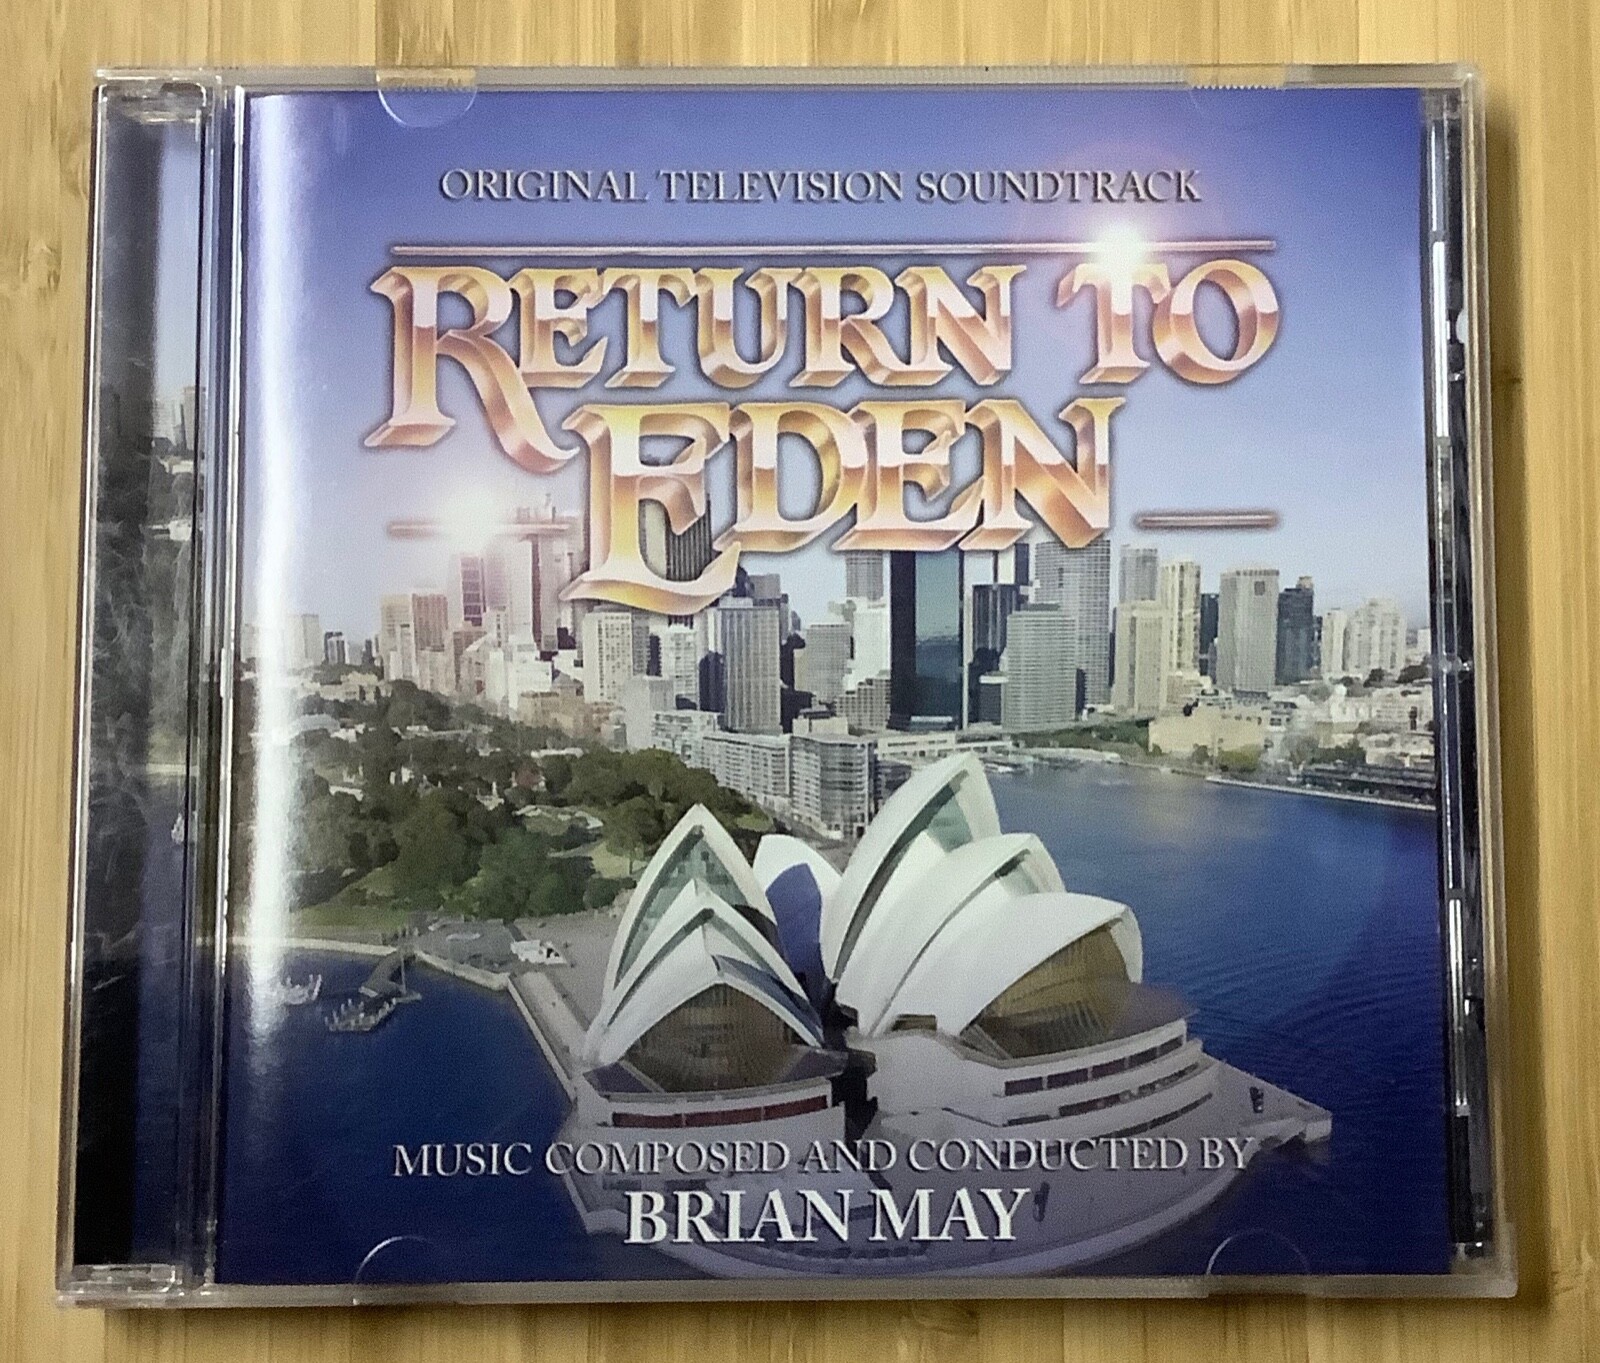 ORIGINAL TELEVISION SOUNDTRACK
RETURN TO
EDEN
MUSIC COMPOSED AND CONDUCTED BY
BRIAN MAY